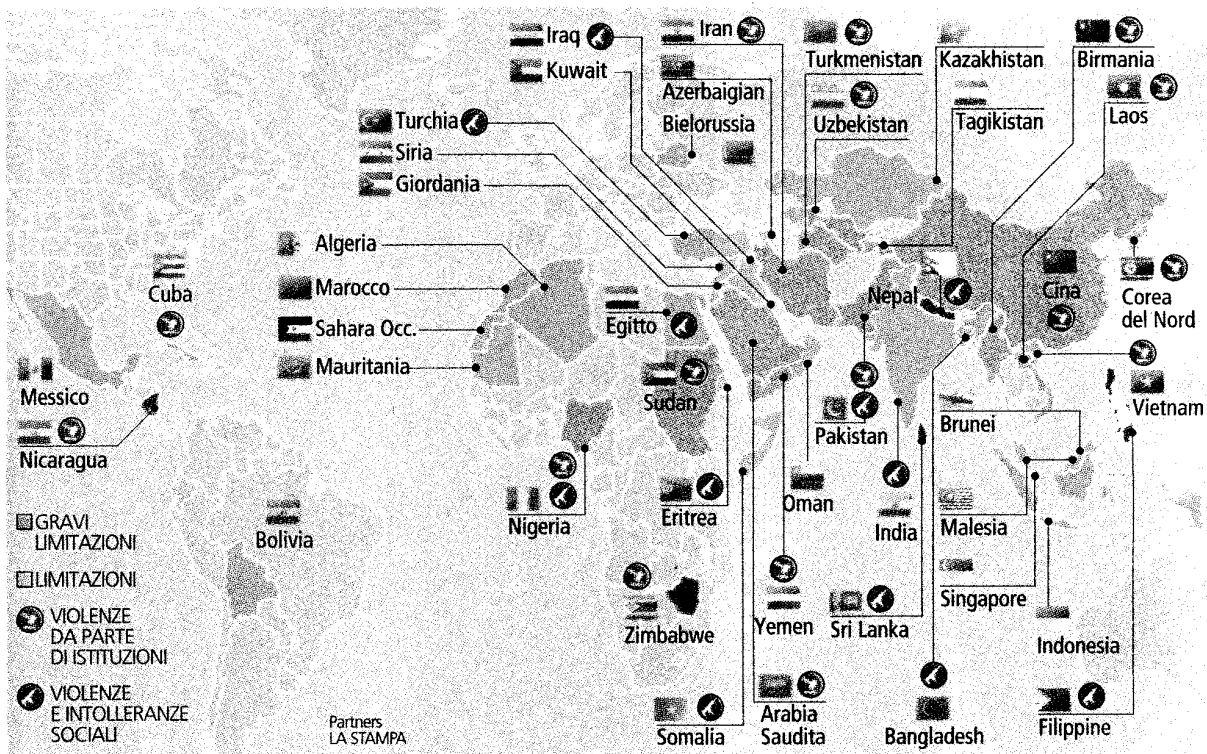 Iraq
Kuwait
Turchia
Siria
Giordania
Algeria
Marocco
Sahara Occ.
Mauritania
Cuba
Messico
Nicaragua
Bolivia
GRAVI
LIMITAZIONI
LIMITAZIONI
VIOLENZE
DA PARTE
DI ISTITUZIONI
VIOLENZE
E INTOLLERANZE
SOCIALI
Partners
LA STAMPA
Iran
Azerbaigian
Bielorussia
Turkmenistan
Uzbekistan
Kazakhistan
Tagikistan
Birmania
Laos
Egitto
Sudan
Nigeria
Eritrea
Zimbabwe
Somalia
Nepal
Cina
Corea
del Nord
Pakistan
Oman
India
Yemen
Sri Lanka
Arabia
Saudita
Bangladesh
Vietnam
Brunei
Malesia
Singapore
Indonesia
Filippine